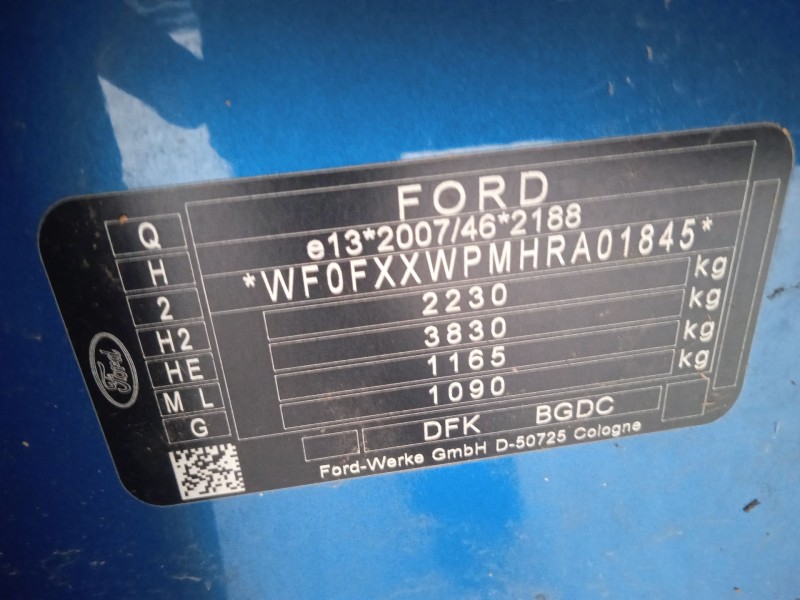 FORD
e13*2007/46*2188
*WF0FXXWPMHRA01845*
Q
H
2
H2
HE
M L
G
2230 kg
3830 kg
1165 kg
1090 kg
DFK BGDC
Ford-Werke GmbH D-50725 Cologne
Ford